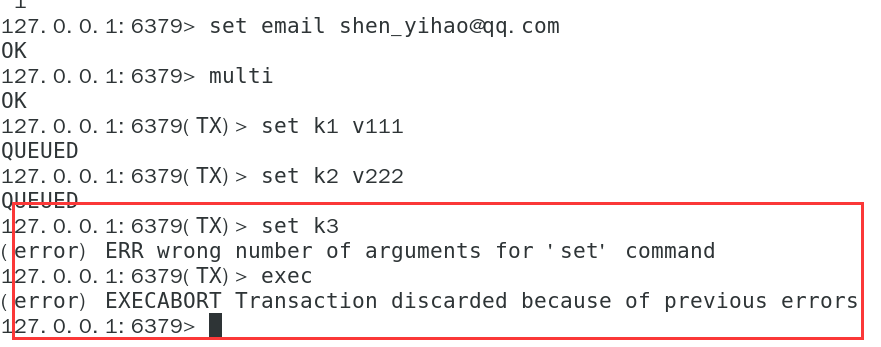 127.0.0.1:6379> set email shen_yihao@qq.com
OK
127.0.0.1:6379> multi
OK
127.0.0.1:6379(TX)> set k1 v111
QUEUED
127.0.0.1:6379(TX)> set k2 v222
QUEUED
127.0.0.1:6379(TX)> set k3
(error) ERR wrong number of arguments for 'set' command
127.0.0.1:6379(TX)> exec
(error) EXECABORT Transaction discarded because of previous errors
127.0.0.1:6379>